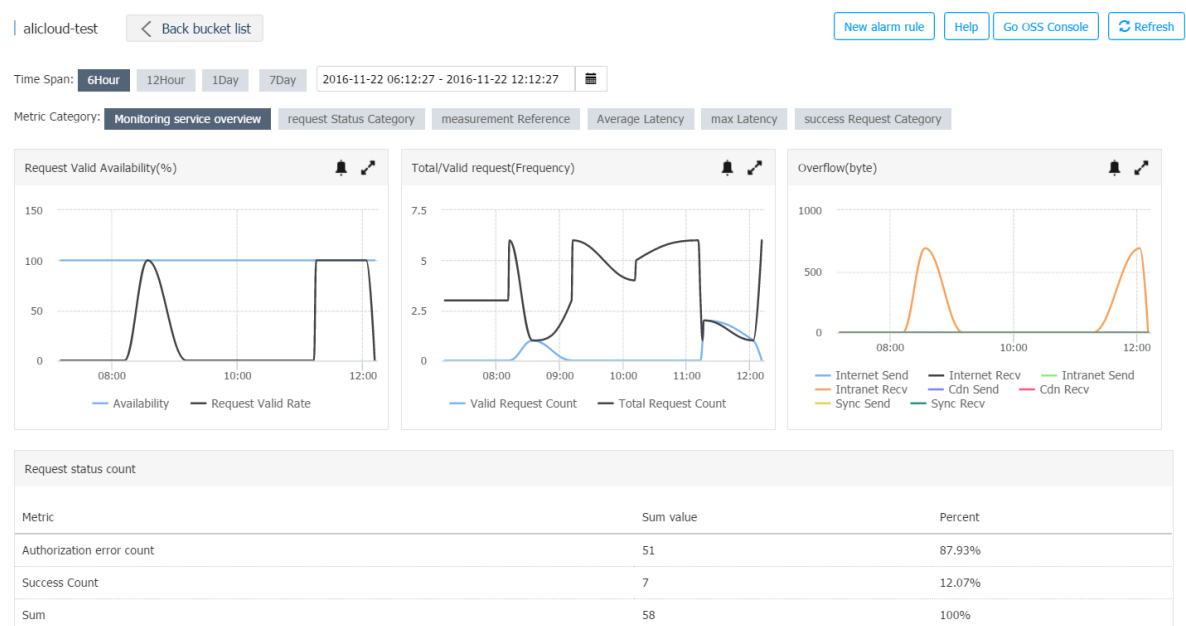 alicloud-test Back bucket list New alarm rule Help Go OSS Console Refresh
Time Span: 6Hour 12Hour 1Day 7Day 2016-11-22 06:12:27 - 2016-11-22 12:12:27
Metric Category: Monitoring service overview request Status Category measurement Reference Average Latency max Latency success Request Category
Request Valid Availability(%)
150
100
50
0
08:00 10:00 12:00
Availability Request Valid Rate
Total/Valid request(Frequency)
7.5
5
2.5
0
08:00 09:00 10:00 11:00 12:00
Valid Request Count Total Request Count
Overflow(byte)
1000
500
0
08:00 10:00 12:00
Internet Send Internet Recv Intranet Send
Intranet Recv Cdn Send Cdn Recv
Sync Send Sync Recv
Request status count
Metric Sum value Percent
Authorization error count 51 87.93%
Success Count 7 12.07%
Sum 58 100%